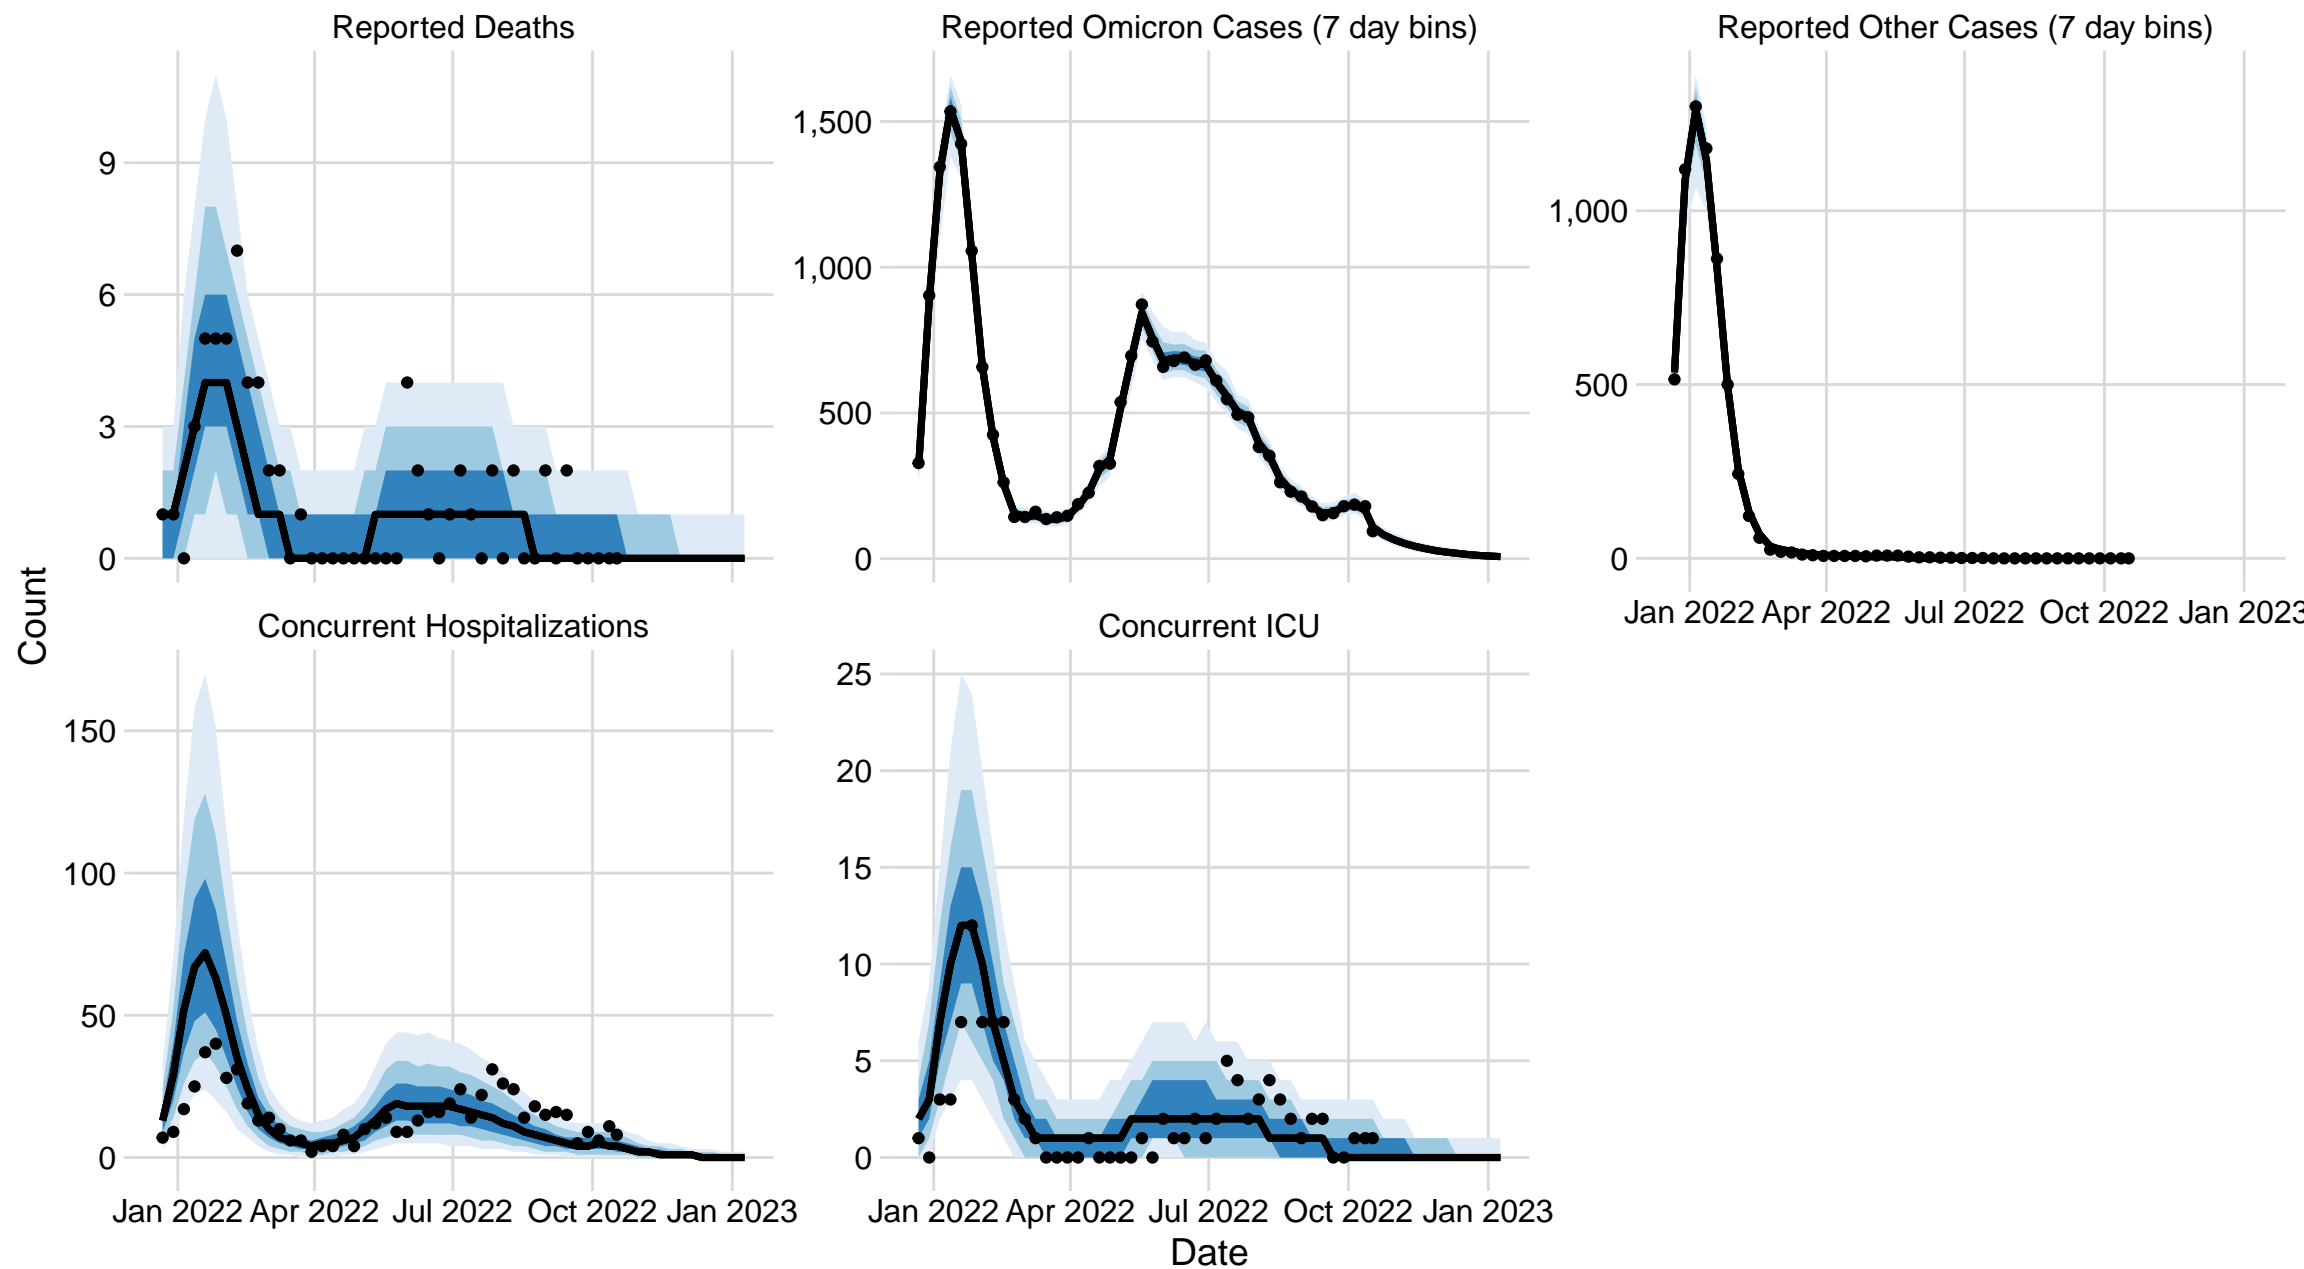 Reported Deaths
Reported Omicron Cases (7 day bins)
Reported Other Cases (7 day bins)
9
6
3
0
1,500
1,000
500
0
1,000
500
0
Jan 2022 Apr 2022 Jul 2022 Oct 2022 Jan 2023
Count
Concurrent Hospitalizations
Concurrent ICU
150
100
50
0
25
20
15
10
5
0
Jan 2022 Apr 2022 Jul 2022 Oct 2022 Jan 2023
Jan 2022 Apr 2022 Jul 2022 Oct 2022 Jan 2023
Date